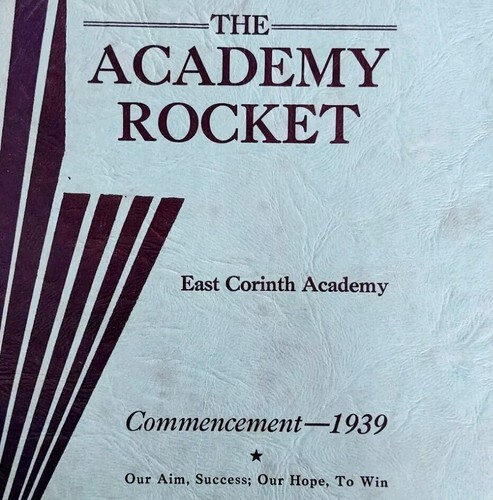 THE
ACADEMY
ROCKET
East Corinth Academy
Commencement—1939
Our Aim, Success; Our Hope, To Win